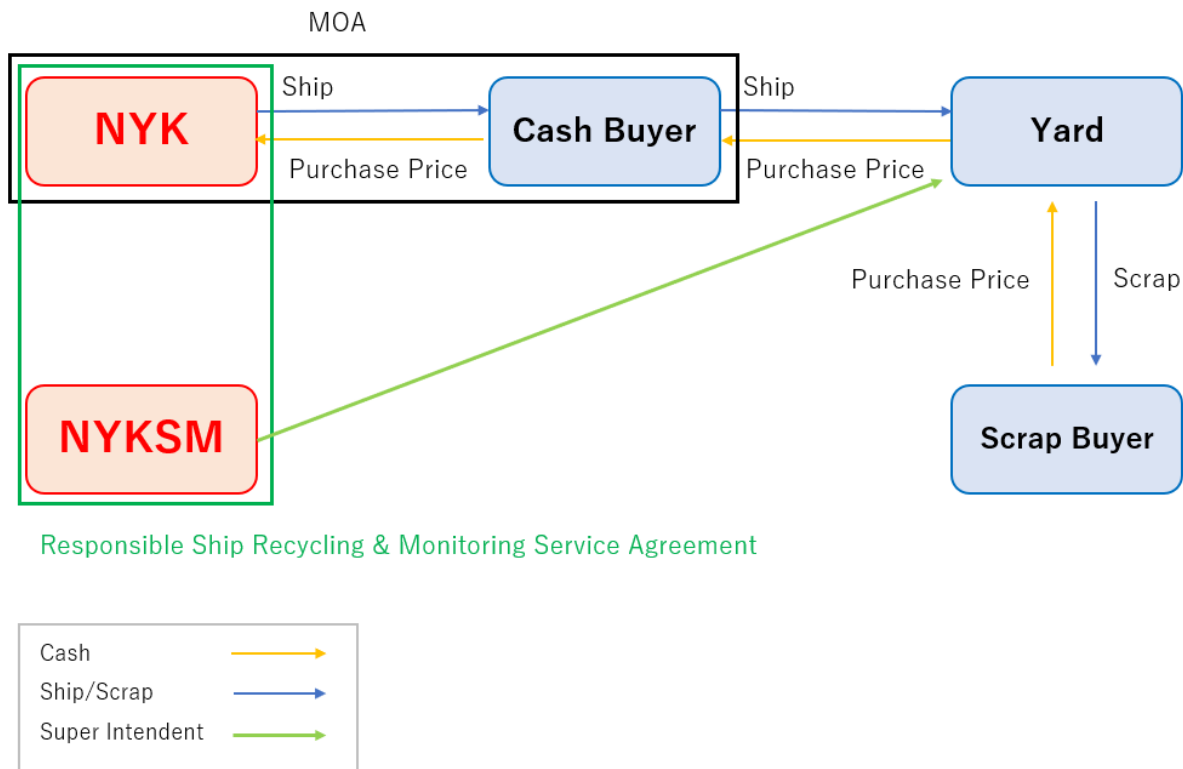 MOA
NYK
Ship
Purchase Price
Cash Buyer
Ship
Purchase Price
Yard
Purchase Price
Scrap
NYKSM
Scrap Buyer
Responsible Ship Recycling & Monitoring Service Agreement
Cash
Ship/Scrap
Super Intendent